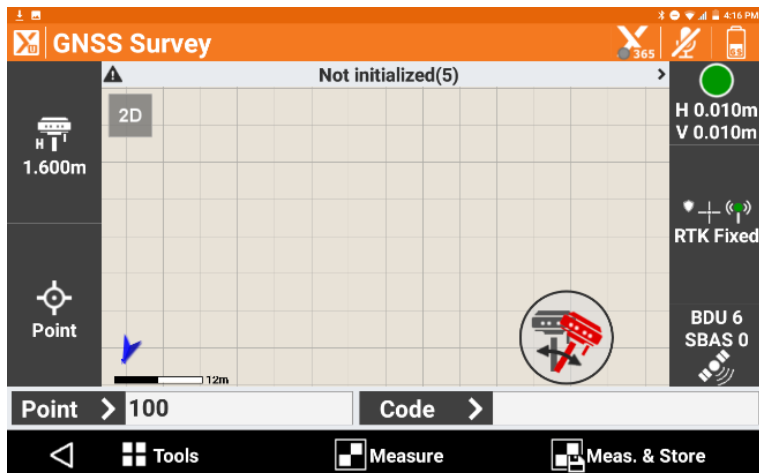 4:16 PM
GNSS Survey
365
GS
Not initialized(5)
2D
H 0.010m
V 0.010m
H
1.600m
RTK Fixed
Point
BDU 6
SBAS 0
12m
Point
100
Code
Tools
Measure
Meas. & Store